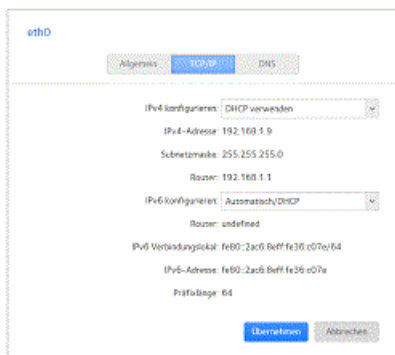 eth0
Allgemein TCP/IP DNS
IPv4 konfigurieren: DHCP verwenden
IPv4-Adresse: 192.168.1.9
Subnetzmaske: 255.255.255.0
Router: 192.168.1.1
IPv6 konfigurieren: Automatisch/DHCP
Router: undefined
IPv6 Verbindungslokal: fe80::2ac6:8eff:fe36:c07e/64
IPv6-Adresse: fe80::2ac6:8eff:fe36:c07e
Präfixlänge: 64
Übernehmen Abbrechen